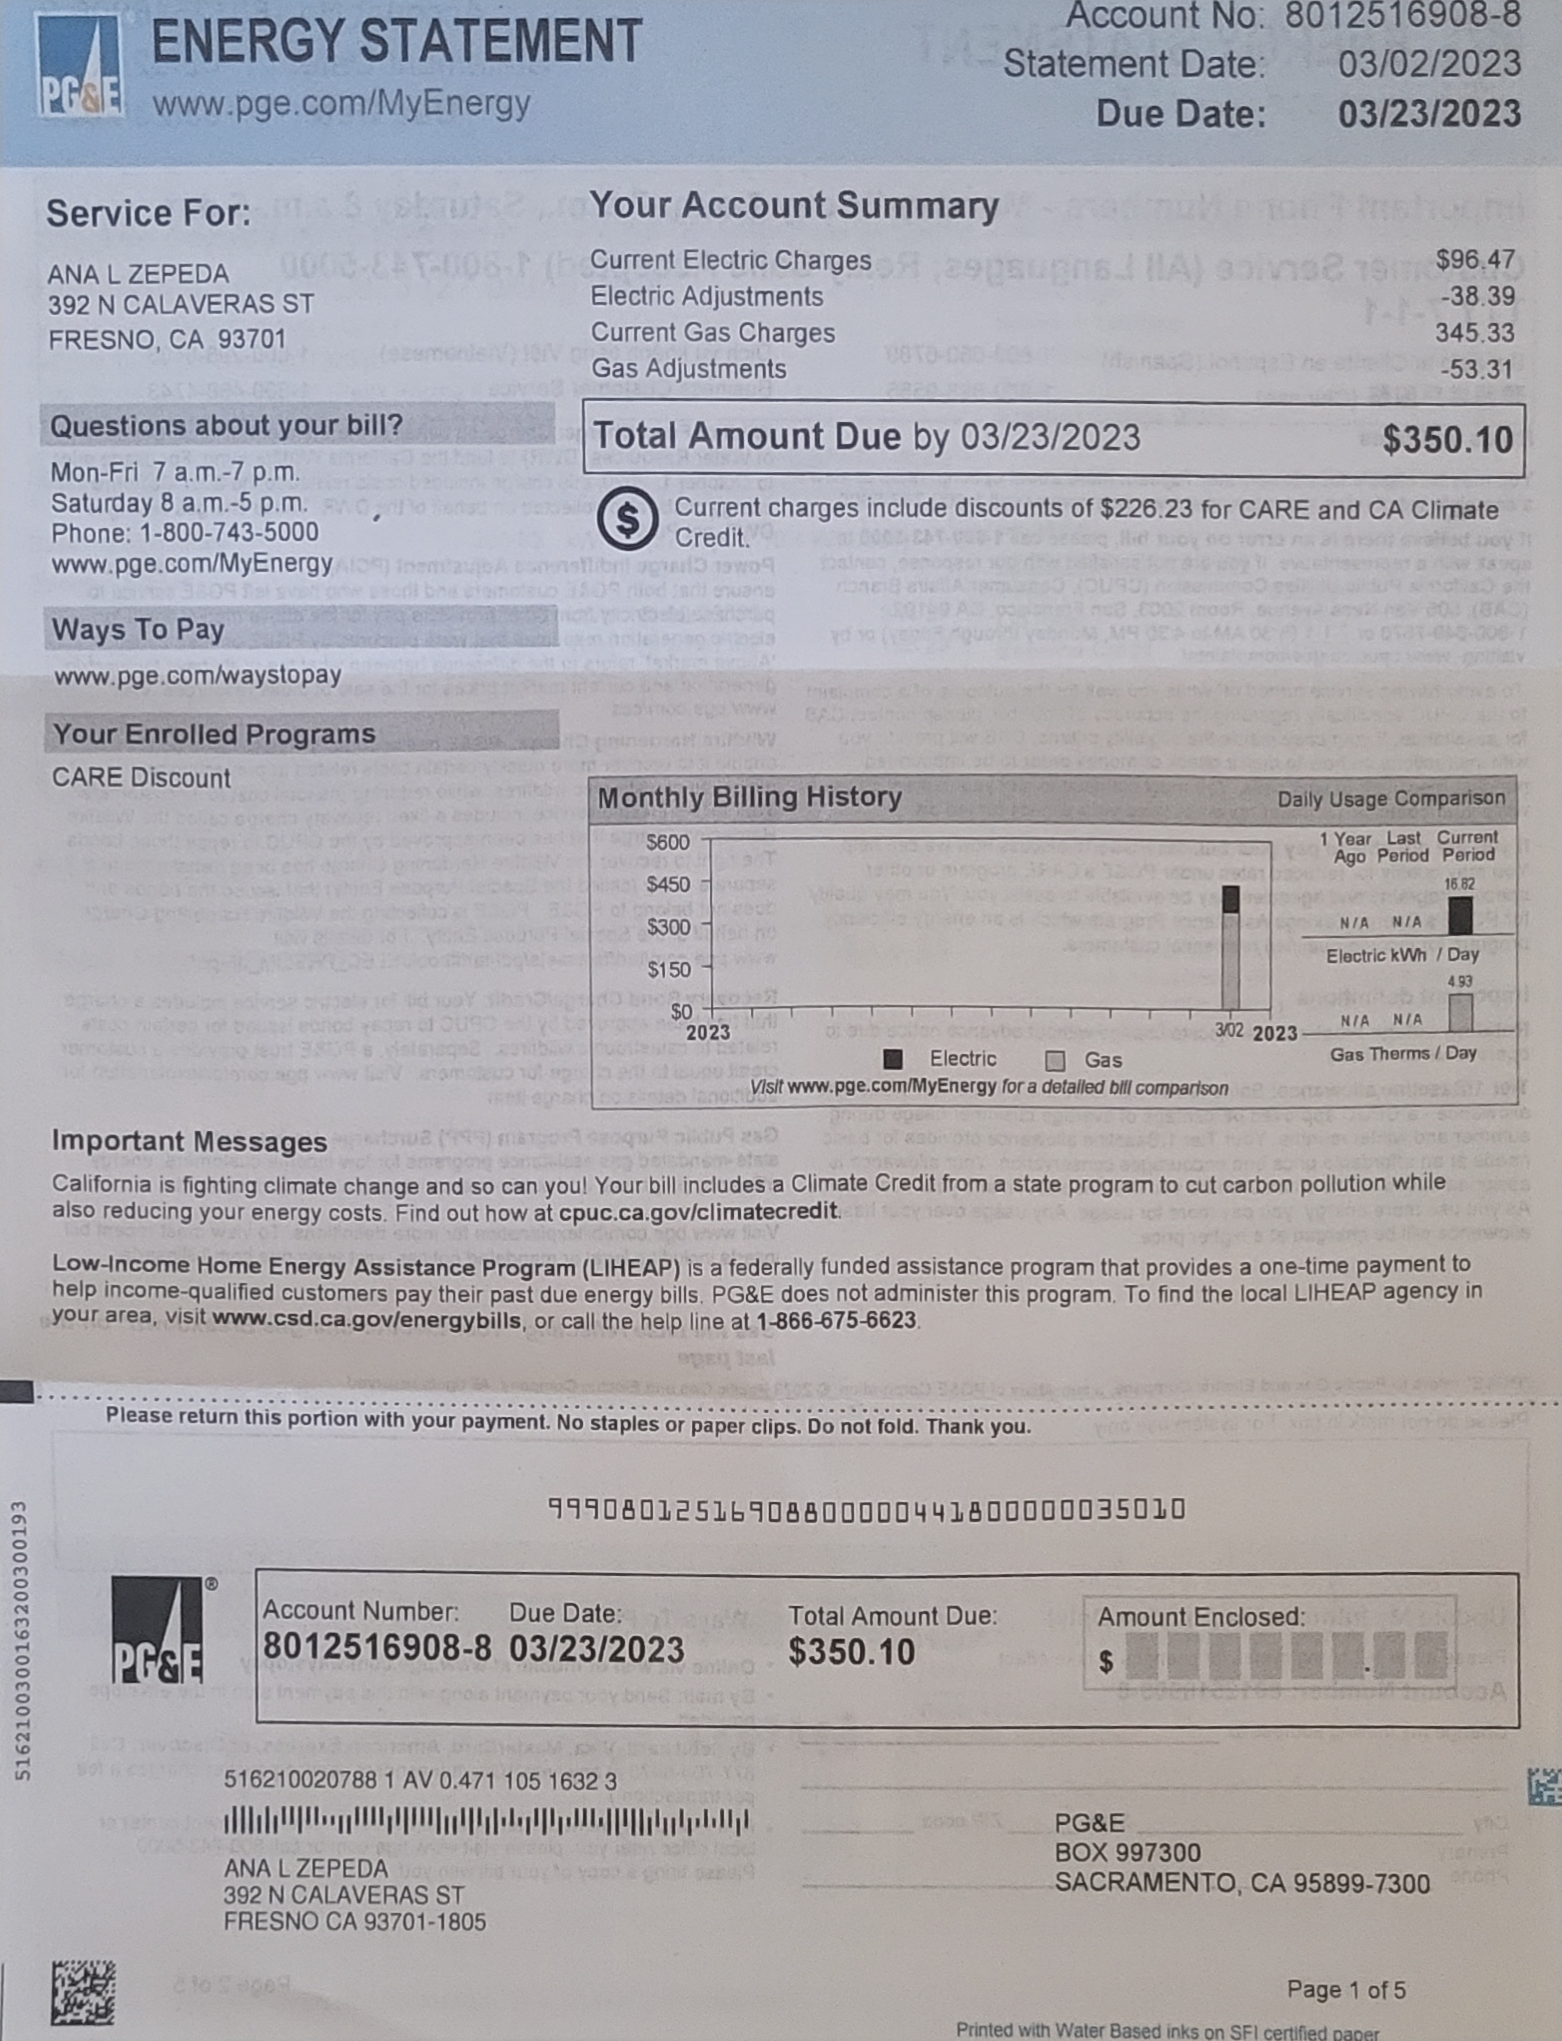 PG&E
ENERGY STATEMENT
www.pge.com/MyEnergy
Account No: 8012516908-8
Statement Date: 03/02/2023
Due Date: 03/23/2023
Service For:
ANA L ZEPEDA
392 N CALAVERAS ST
FRESNO, CA 93701
Questions about your bill?
Mon-Fri 7 a.m.-7 p.m.
Saturday 8 a.m.-5 p.m.
Phone: 1-800-743-5000
www.pge.com/MyEnergy
Ways To Pay
www.pge.com/waystopay
Your Enrolled Programs
CARE Discount
Your Account Summary
Current Electric Charges $96.47
Electric Adjustments -38.39
Current Gas Charges 345.33
Gas Adjustments -53.31
Total Amount Due by 03/23/2023 $350.10
$ Current charges include discounts of $226.23 for CARE and CA Climate
Credit.
Monthly Billing History
Daily Usage Comparison
$600
$450
$300
$150
$0
2023
3/02 2023
Electric Gas
Visit www.pge.com/MyEnergy for a detailed bill comparison
1 Year Last Current
Ago Period Period
16.82
N/A N/A
Electric kWh / Day
4.93
N/A N/A
Gas Therms / Day
Important Messages
California is fighting climate change and so can you! Your bill includes a Climate Credit from a state program to cut carbon pollution while
also reducing your energy costs. Find out how at cpuc.ca.gov/climatecredit.
Low-Income Home Energy Assistance Program (LIHEAP) is a federally funded assistance program that provides a one-time payment to
help income-qualified customers pay their past due energy bills. PG&E does not administer this program. To find the local LIHEAP agency in
your area, visit www.csd.ca.gov/energybills, or call the help line at 1-866-675-6623.
Please return this portion with your payment. No staples or paper clips. Do not fold. Thank you.
99908012516908800000441800000035010
5162100300163200300193
PG&E ®
Account Number: Due Date: Total Amount Due: Amount Enclosed:
8012516908-8 03/23/2023 $350.10 $ .
516210020788 1 AV 0.471 105 1632 3
ANA L ZEPEDA
392 N CALAVERAS ST
FRESNO CA 93701-1805
PG&E
BOX 997300
SACRAMENTO, CA 95899-7300
Page 1 of 5
Printed with Water Based inks on SFI certified paper